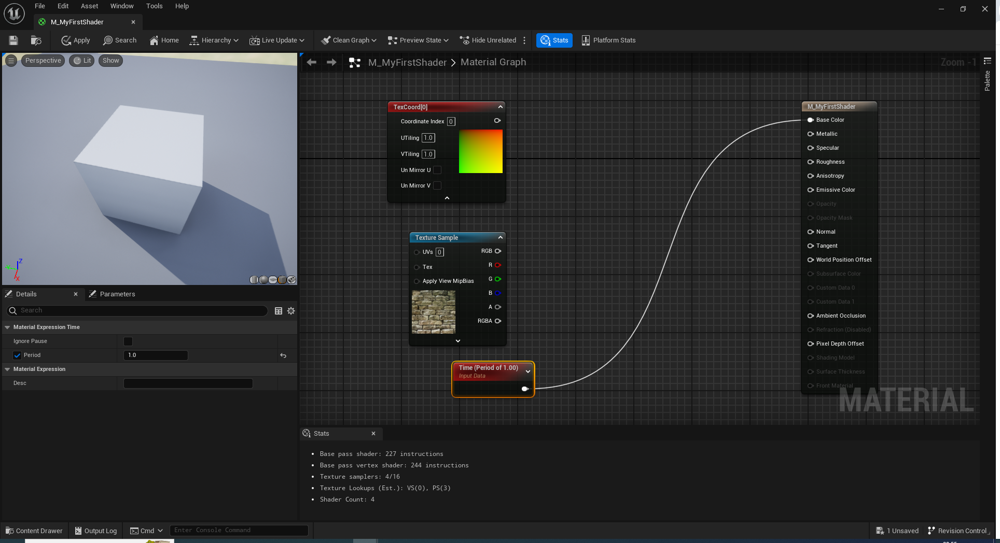 File Edit Asset Window Tools Help
M_MyFirstShader
Apply Search Home Hierarchy Live Update Clean Graph Preview State Hide Unrelated Stats Platform Stats
Perspective Lit Show
Z
X
Details Parameters
Search
Material Expression Time
Ignore Pause
Period 1.0
Material Expression
Desc
M_MyFirstShader > Material Graph
Zoom -1
Palette
TexCoord[0]
Coordinate Index 0
UTiling 1.0
VTiling 1.0
Un Mirror U
Un Mirror V
Texture Sample
UVs 0
Tex
Apply View MipBias
RGB
R
G
B
A
RGBA
Time (Period of 1.00)
Input Data
M_MyFirstShader
Base Color
Metallic
Specular
Roughness
Anisotropy
Emissive Color
Opacity
Opacity Mask
Normal
Tangent
World Position Offset
Subsurface Color
Custom Data 0
Custom Data 1
Ambient Occlusion
Refraction (Disabled)
Pixel Depth Offset
Shading Model
Surface Thickness
Front Material
MATERIAL
Stats
Base pass shader: 227 instructions
Base pass vertex shader: 244 instructions
Texture samplers: 4/16
Texture Lookups (Est.): VS(0), PS(3)
Shader Count: 4
Content Drawer Output Log Cmd Enter Console Command 1 Unsaved Revision Control